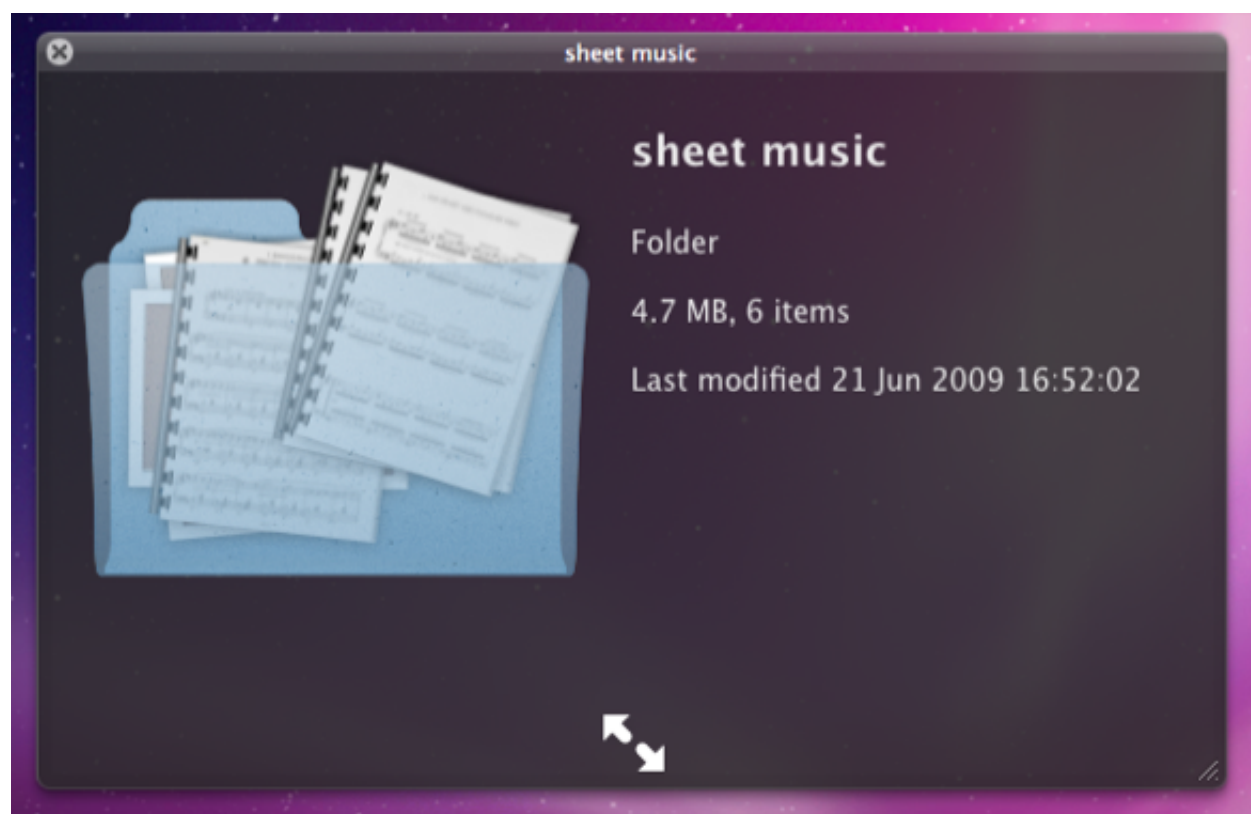 sheet music
sheet music
Folder
4.7 MB, 6 items
Last modified 21 Jun 2009 16:52:02